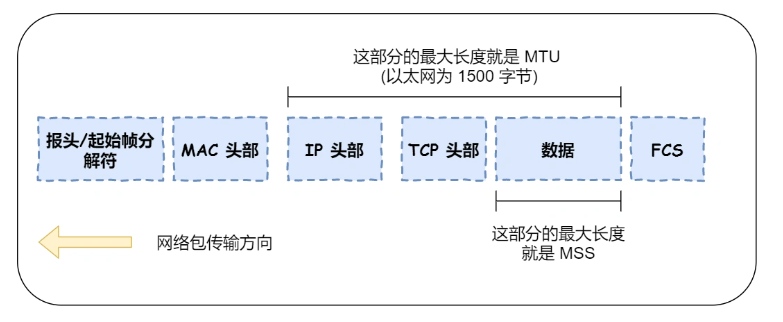 这部分的最大长度就是 MTU
(以太网为 1500 字节)
报头/起始帧分
解符
MAC 头部
IP 头部
TCP 头部
数据
FCS
网络包传输方向
这部分的最大长度
就是 MSS